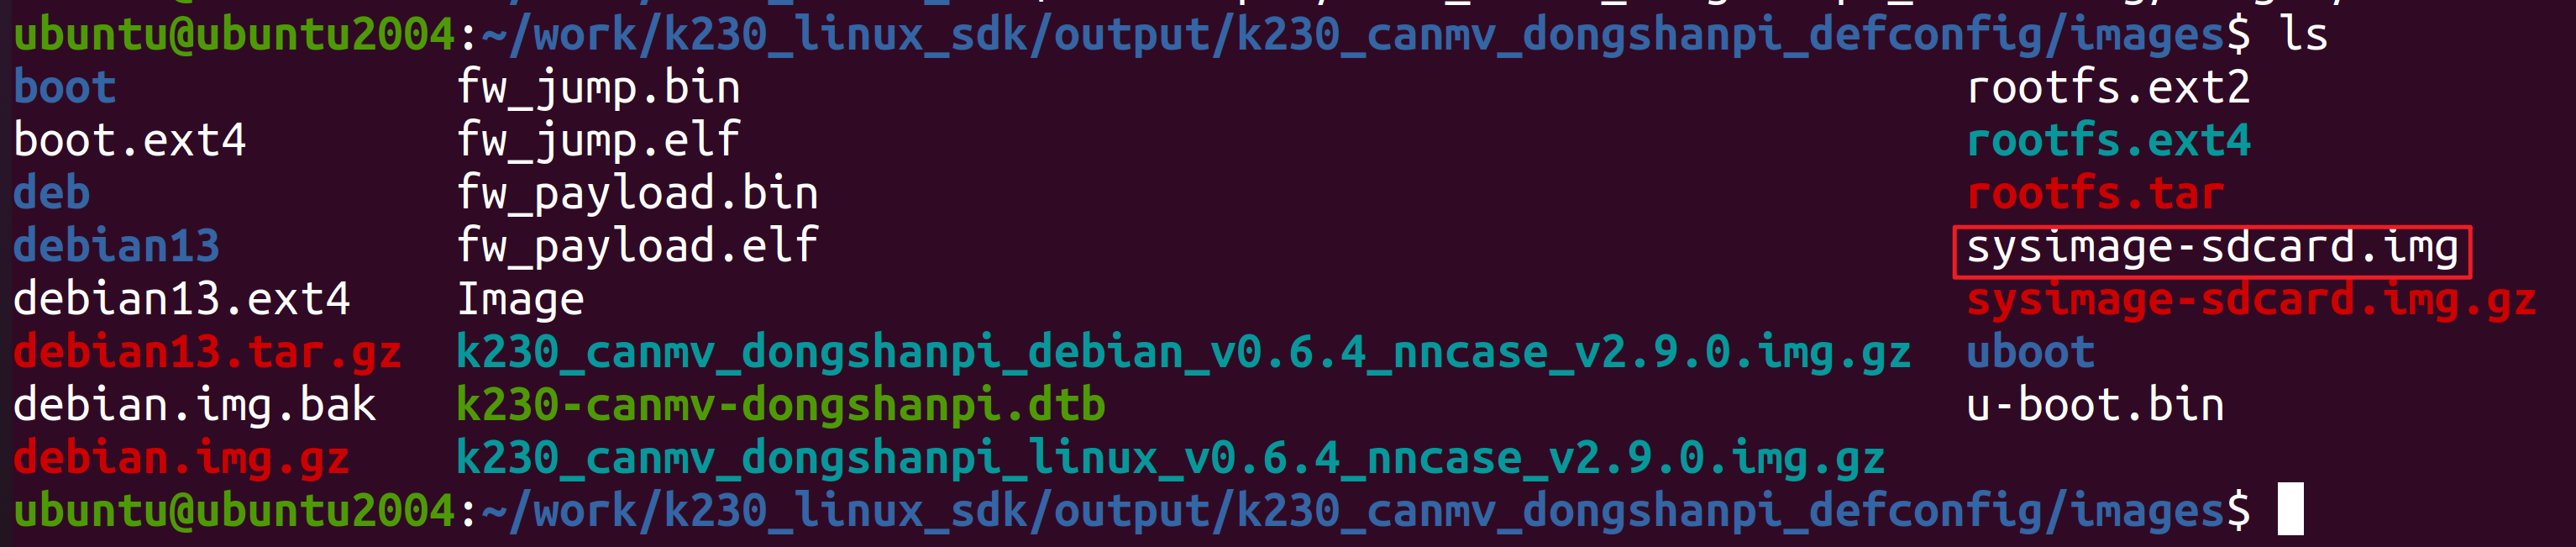 ubuntu@ubuntu2004:~/work/k230_linux_sdk/output/k230_canmv_dongshanpi_defconfig/images$ ls
boot fw_jump.bin rootfs.ext2
boot.ext4 fw_jump.elf rootfs.ext4
deb fw_payload.bin rootfs.tar
debian13 fw_payload.elf sysimage-sdcard.img
debian13.ext4 Image sysimage-sdcard.img.gz
debian13.tar.gz k230_canmv_dongshanpi_debian_v0.6.4_nncase_v2.9.0.img.gz uboot
debian.img.bak k230-canmv-dongshanpi.dtb u-boot.bin
debian.img.gz k230_canmv_dongshanpi_linux_v0.6.4_nncase_v2.9.0.img.gz
ubuntu@ubuntu2004:~/work/k230_linux_sdk/output/k230_canmv_dongshanpi_defconfig/images$